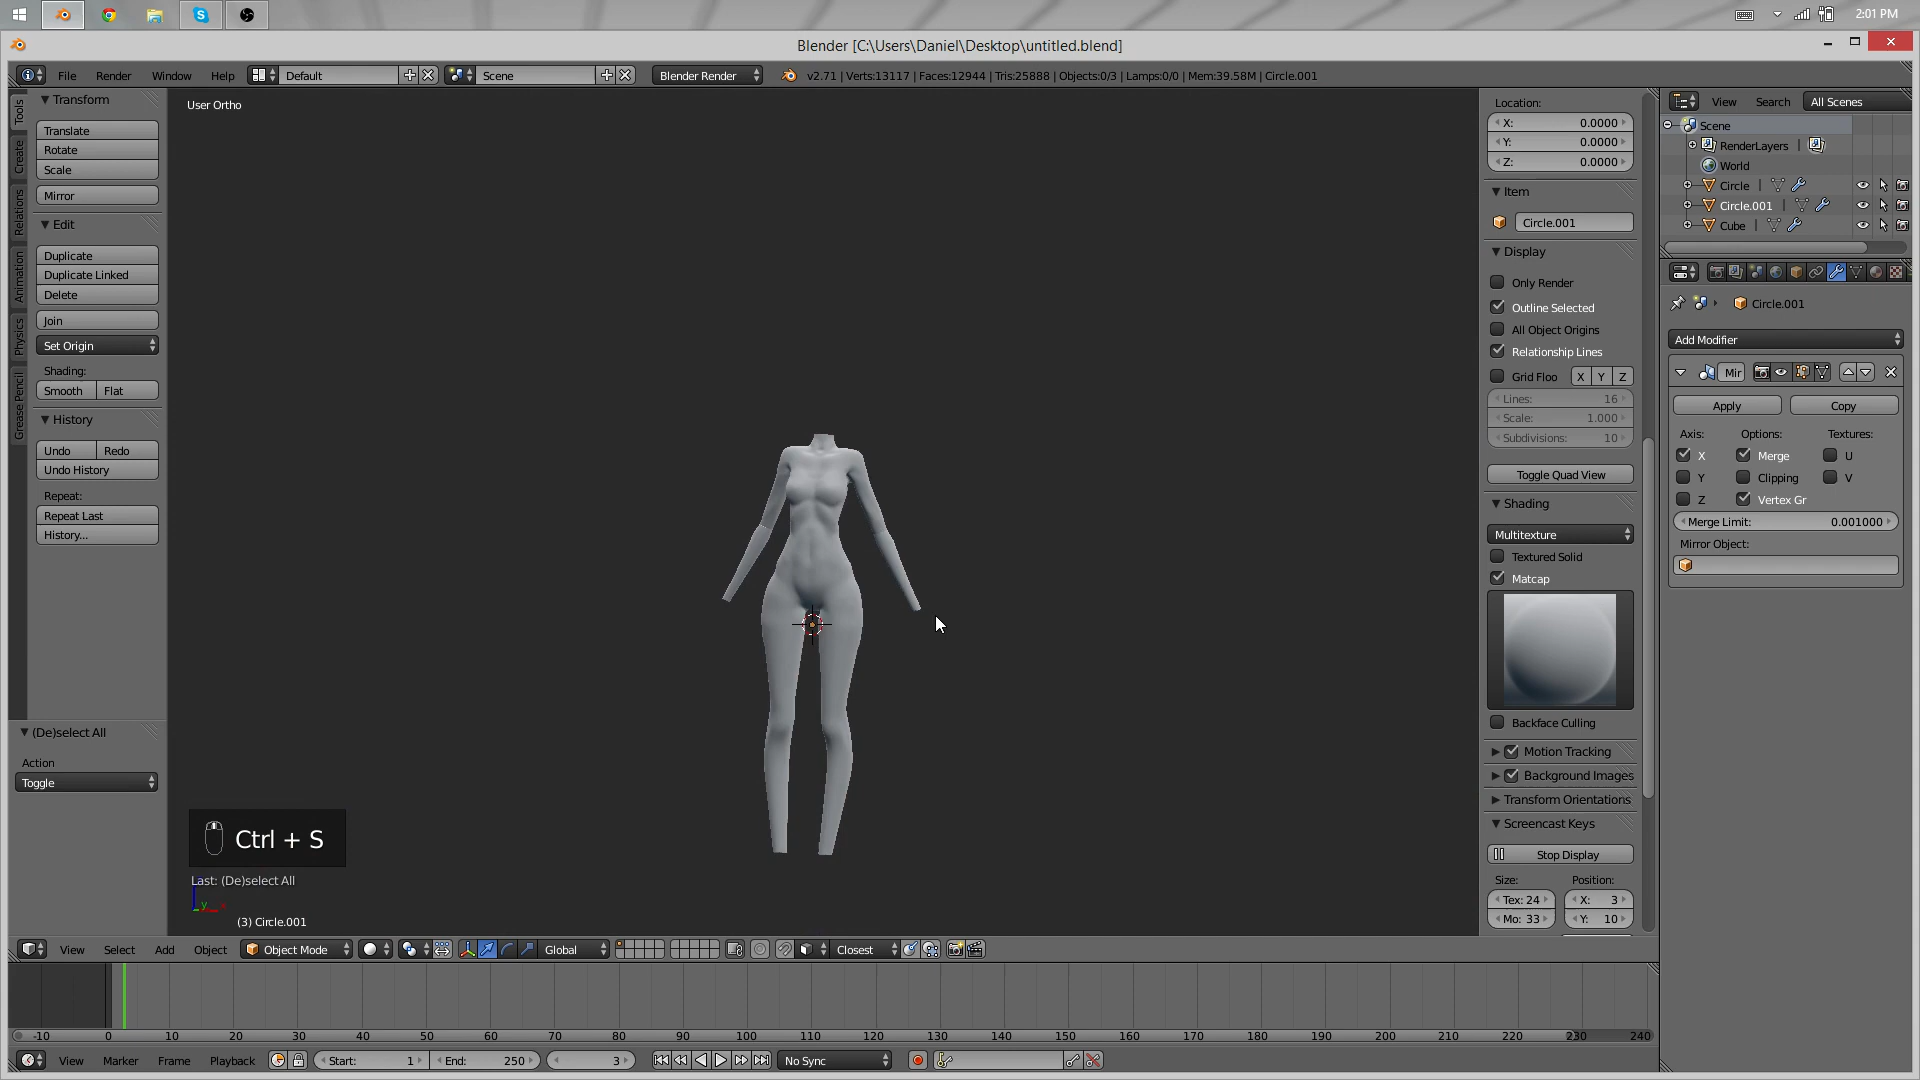 2:01 PM
Blender [C:\Users\Daniel\Desktop\untitled.blend]
File Render Window Help Default Scene Blender Render v2.71 | Verts:13117 | Faces:12944 | Tris:25888 | Objects:0/3 | Lamps:0/0 | Mem:39.58M | Circle.001
Tools
Create
Relations
Animation
Physics
Grease Pencil
Transform
Translate
Rotate
Scale
Mirror
Edit
Duplicate
Duplicate Linked
Delete
Join
Set Origin
Shading:
Smooth Flat
History
Undo Redo
Undo History
Repeat:
Repeat Last
History...
(De)select All
Action
Toggle
User Ortho
Ctrl + S
Last: (De)select All
y x
(3) Circle.001
Location:
X: 0.0000
Y: 0.0000
Z: 0.0000
Item
Circle.001
Display
Only Render
Outline Selected
All Object Origins
Relationship Lines
Grid Floo X Y Z
Lines: 16
Scale: 1.000
Subdivisions: 10
Toggle Quad View
Shading
Multitexture
Textured Solid
Matcap
Backface Culling
Motion Tracking
Background Images
Transform Orientations
Screencast Keys
Stop Display
Size: Position:
Tex: 24 X: 3
Mo: 33 Y: 10
View Search All Scenes
Scene
RenderLayers |
World
Circle |
Circle.001 |
Cube |
Circle.001
Add Modifier
Mir
Apply Copy
Axis: Options: Textures:
X Merge U
Y Clipping V
Z Vertex Gr
Merge Limit: 0.001000
Mirror Object:
View Select Add Object Object Mode Global Closest
-10 0 10 20 30 40 50 60 70 80 90 100 110 120 130 140 150 160 170 180 190 200 210 220 230 240
View Marker Frame Playback Start: 1 End: 250 3 No Sync